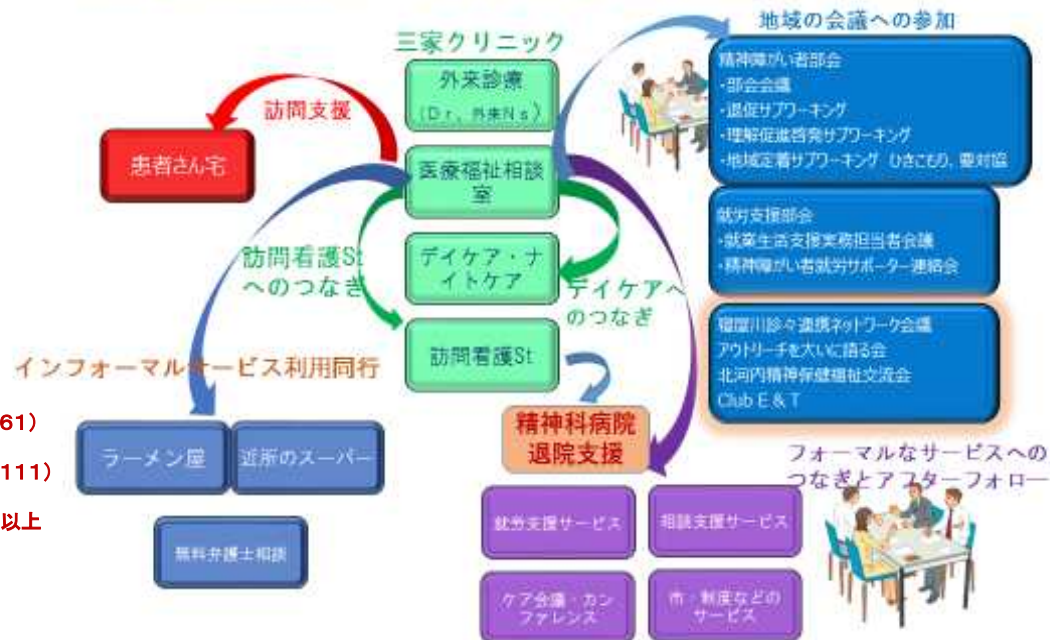 地域の会議への参加
三家クリニック
外来診療
(Dr、外来Ns)
医療福祉相談
室
デイケア・ナ
イトケア
訪問看護St
訪問支援
患者さん宅
訪問看護St
へのつなぎ
デイケアへ
のつなぎ
精神障がい者部会
・部会会議
・退促サブワーキング
・理解促進啓発サブワーキング
・地域定着サブワーキング ひきこもり、要対協
就労支援部会
・就業生活支援実務担当者会議
・精神障がい者就労サポーター連絡会
寝屋川診々連携ネットワーク会議
アウトリーチを大いに語る会
北河内精神保健福祉交流会
Club E & T
インフォーマルサービス利用同行
61)
111)
以上
ラーメン屋
近所のスーパー
無料弁護士相談
精神科病院
退院支援
フォーマルなサービスへの
つなぎとアフターフォロー
就労支援サービス
相談支援サービス
ケア会議・カン
ファレンス
市・制度などの
サービス